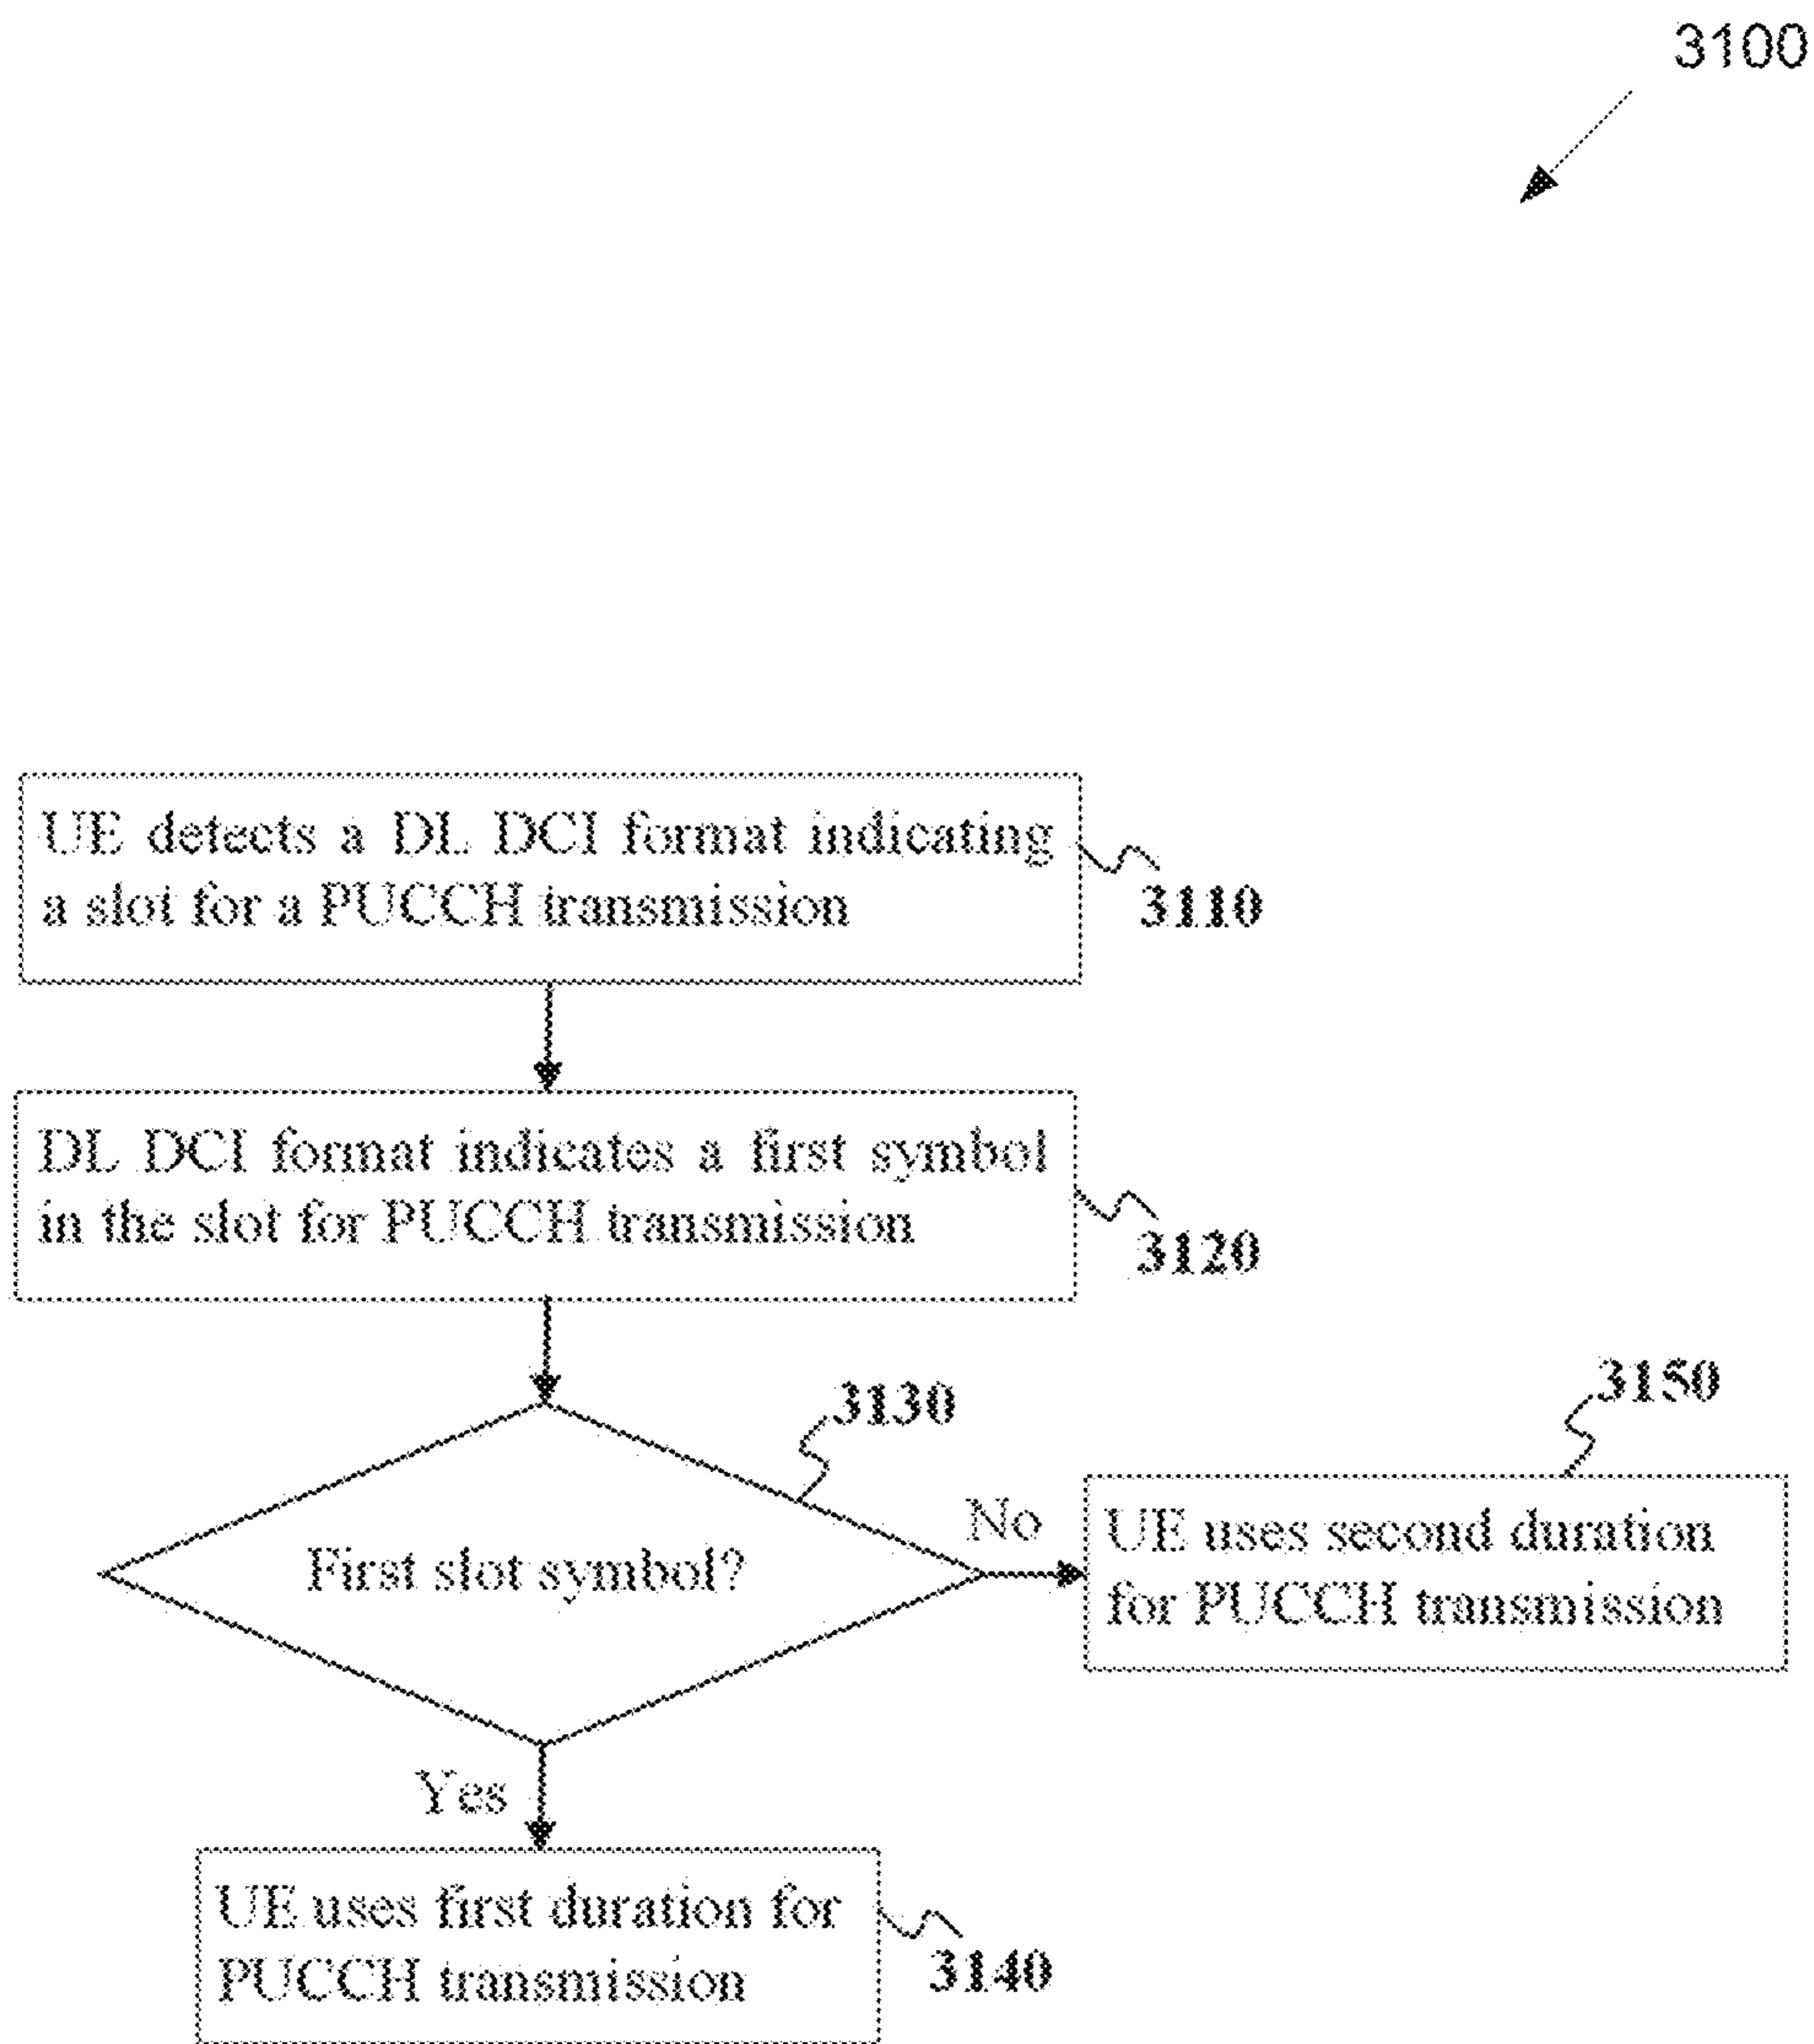 3100
UE detects a DL DCI format indicating
a slot for a PUCCH transmission
3110
DL DCI format indicates a first symbol
in the slot for PUCCH transmission
3120
3130
First slot symbol?
No
3150
UE uses second duration
for PUCCH transmission
Yes
UE uses first duration for
PUCCH transmission
3140